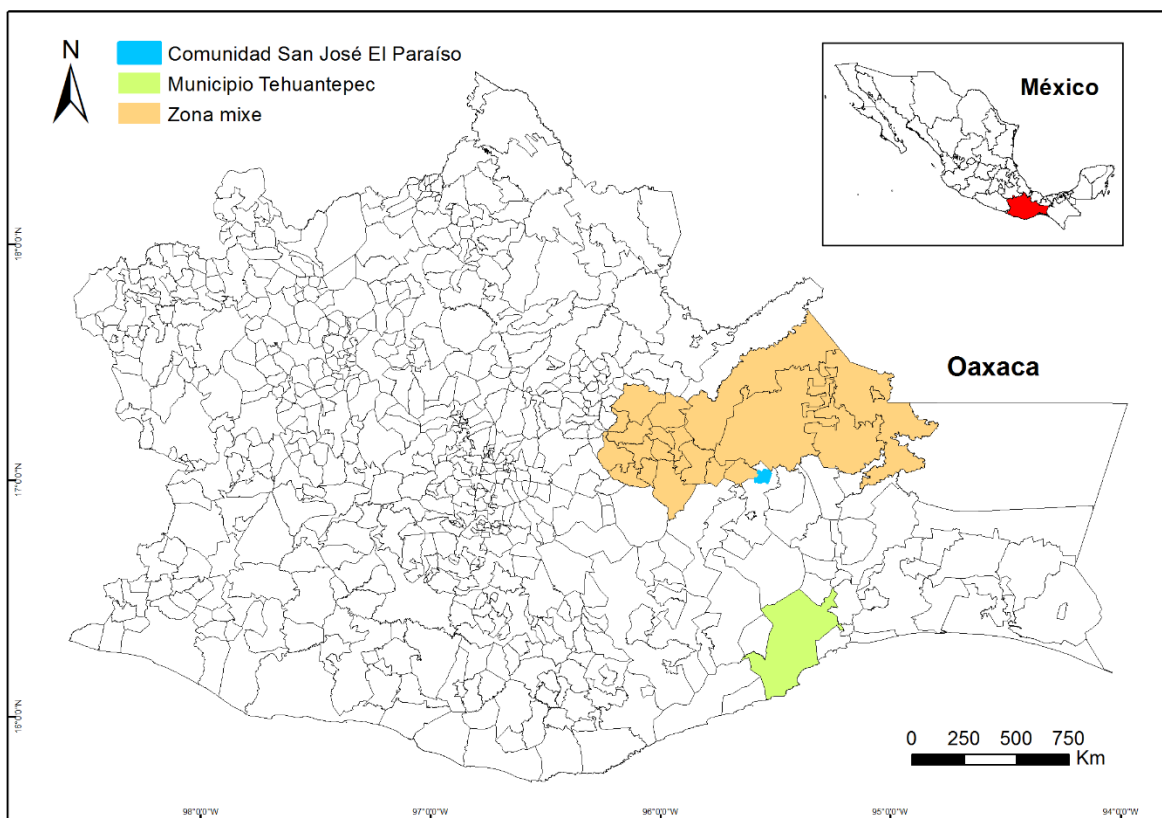 N
Comunidad San José El Paraíso
Municipio Tehuantepec
Zona mixe
México
Oaxaca
18°0'0"N
17°0'0"N
16°0'0"N
0 250 500 750
Km
98°0'0"W 97°0'0"W 96°0'0"W 95°0'0"W 94°0'0"W